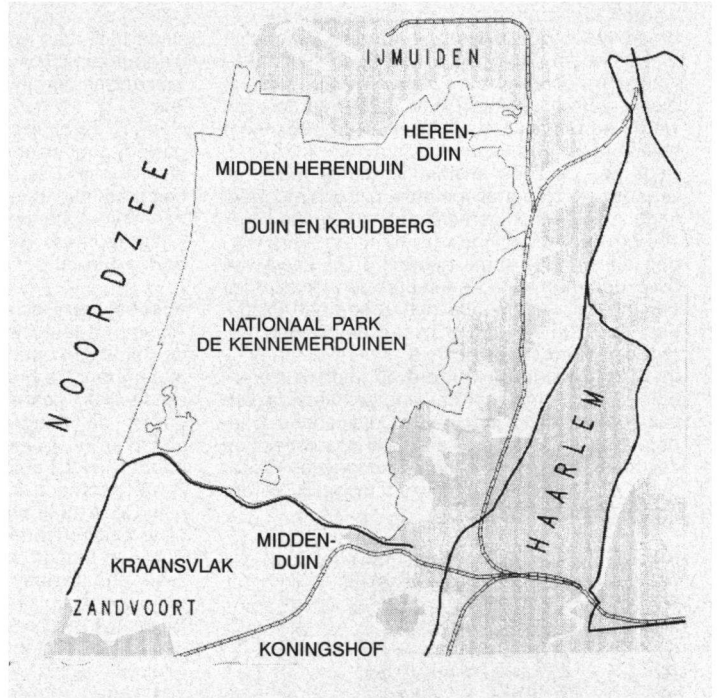 IJMUIDEN
HEREN-
DUIN
MIDDEN HERENDUIN
DUIN EN KRUIDBERG
NOORDZEE
NATIONAAL PARK
DE KENNEMERDUINEN
HAARLEM
MIDDEN-
DUIN
KRAANSVLAK
ZANDVOORT
KONINGSHOF